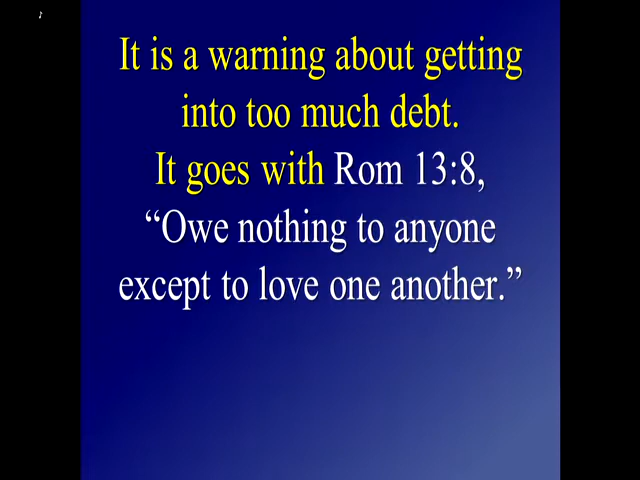 It is a warning about getting
into too much debt.
It goes with Rom 13:8,
“Owe nothing to anyone
except to love one another.”